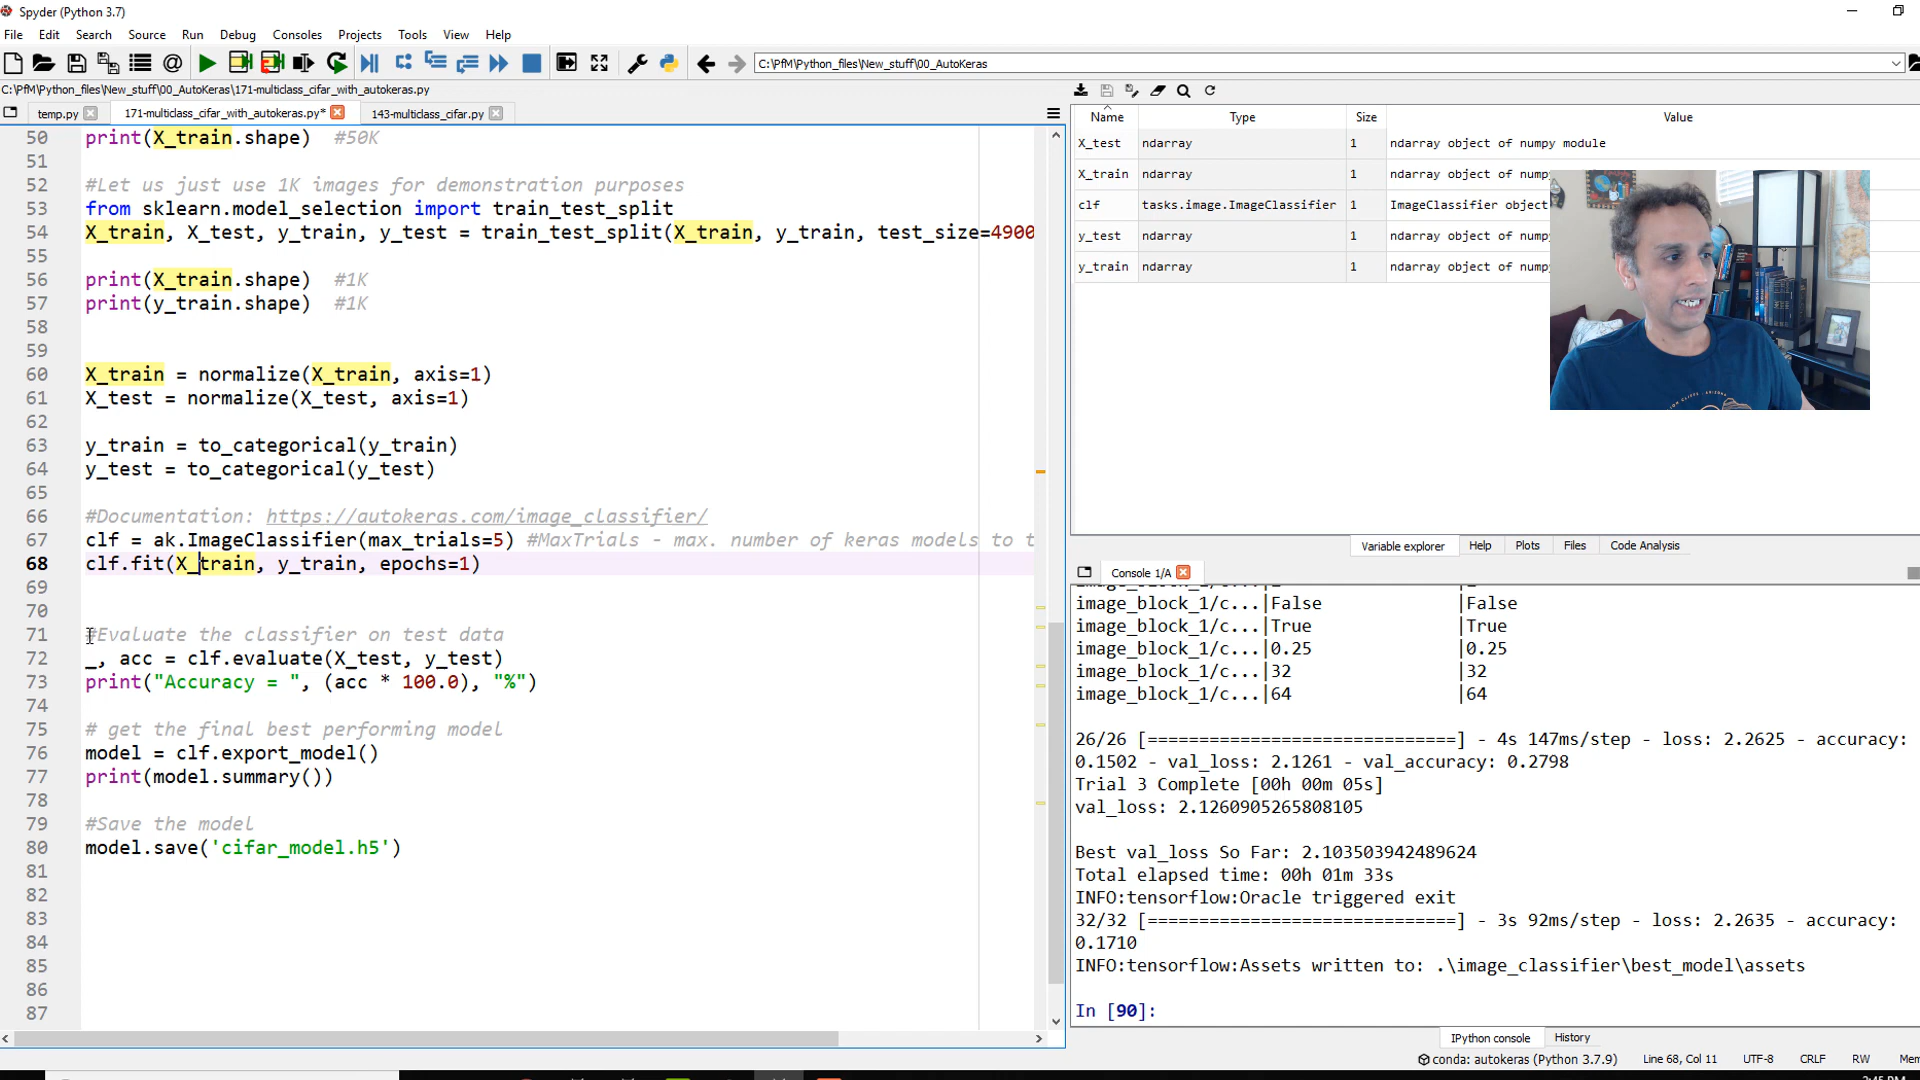 Spyder (Python 3.7)
File Edit Search Source Run Debug Consoles Projects Tools View Help
C:\PfM\Python_files\New_stuff\00_AutoKeras
C:\PfM\Python_files\New_stuff\00_AutoKeras\171-multiclass_cifar_with_autokeras.py
temp.py 171-multiclass_cifar_with_autokeras.py* 143-multiclass_cifar.py
50 print(X_train.shape) #50K
51
52 #Let us just use 1K images for demonstration purposes
53 from sklearn.model_selection import train_test_split
54 X_train, X_test, y_train, y_test = train_test_split(X_train, y_train, test_size=4900
55
56 print(X_train.shape) #1K
57 print(y_train.shape) #1K
58
59
60 X_train = normalize(X_train, axis=1)
61 X_test = normalize(X_test, axis=1)
62
63 y_train = to_categorical(y_train)
64 y_test = to_categorical(y_test)
65
66 #Documentation: https://autokeras.com/image_classifier/
67 clf = ak.ImageClassifier(max_trials=5) #MaxTrials - max. number of keras models to t
68 clf.fit(X_train, y_train, epochs=1)
69
70
71 #Evaluate the classifier on test data
72 _, acc = clf.evaluate(X_test, y_test)
73 print("Accuracy = ", (acc * 100.0), "%")
74
75 # get the final best performing model
76 model = clf.export_model()
77 print(model.summary())
78
79 #Save the model
80 model.save('cifar_model.h5')
81
82
83
84
85
86
87
Name Type Size Value
X_test ndarray 1 ndarray object of numpy module
X_train ndarray 1 ndarray object of numpy
clf tasks.image.ImageClassifier 1 ImageClassifier object
y_test ndarray 1 ndarray object of numpy
y_train ndarray 1 ndarray object of numpy
Variable explorer Help Plots Files Code Analysis
Console 1/A
image_block_1/c...|False |False
image_block_1/c...|True |True
image_block_1/c...|0.25 |0.25
image_block_1/c...|32 |32
image_block_1/c...|64 |64
26/26 [==============================] - 4s 147ms/step - loss: 2.2625 - accuracy:
0.1502 - val_loss: 2.1261 - val_accuracy: 0.2798
Trial 3 Complete [00h 00m 05s]
val_loss: 2.1260905265808105
Best val_loss So Far: 2.103503942489624
Total elapsed time: 00h 01m 33s
INFO:tensorflow:Oracle triggered exit
32/32 [==============================] - 3s 92ms/step - loss: 2.2635 - accuracy:
0.1710
INFO:tensorflow:Assets written to: .\image_classifier\best_model\assets
In [90]:
IPython console History
conda: autokeras (Python 3.7.9) Line 68, Col 11 UTF-8 CRLF RW Mem